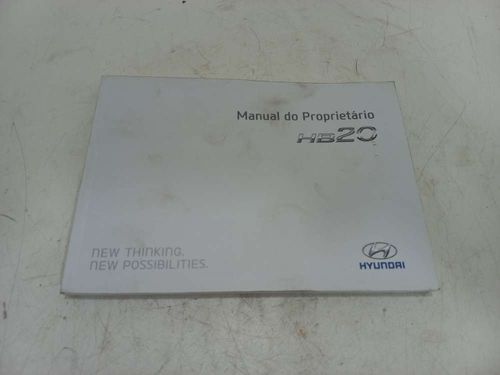 Manual do Proprietário
HB20
NEW THINKING.
NEW POSSIBILITIES.
HYUNDAI